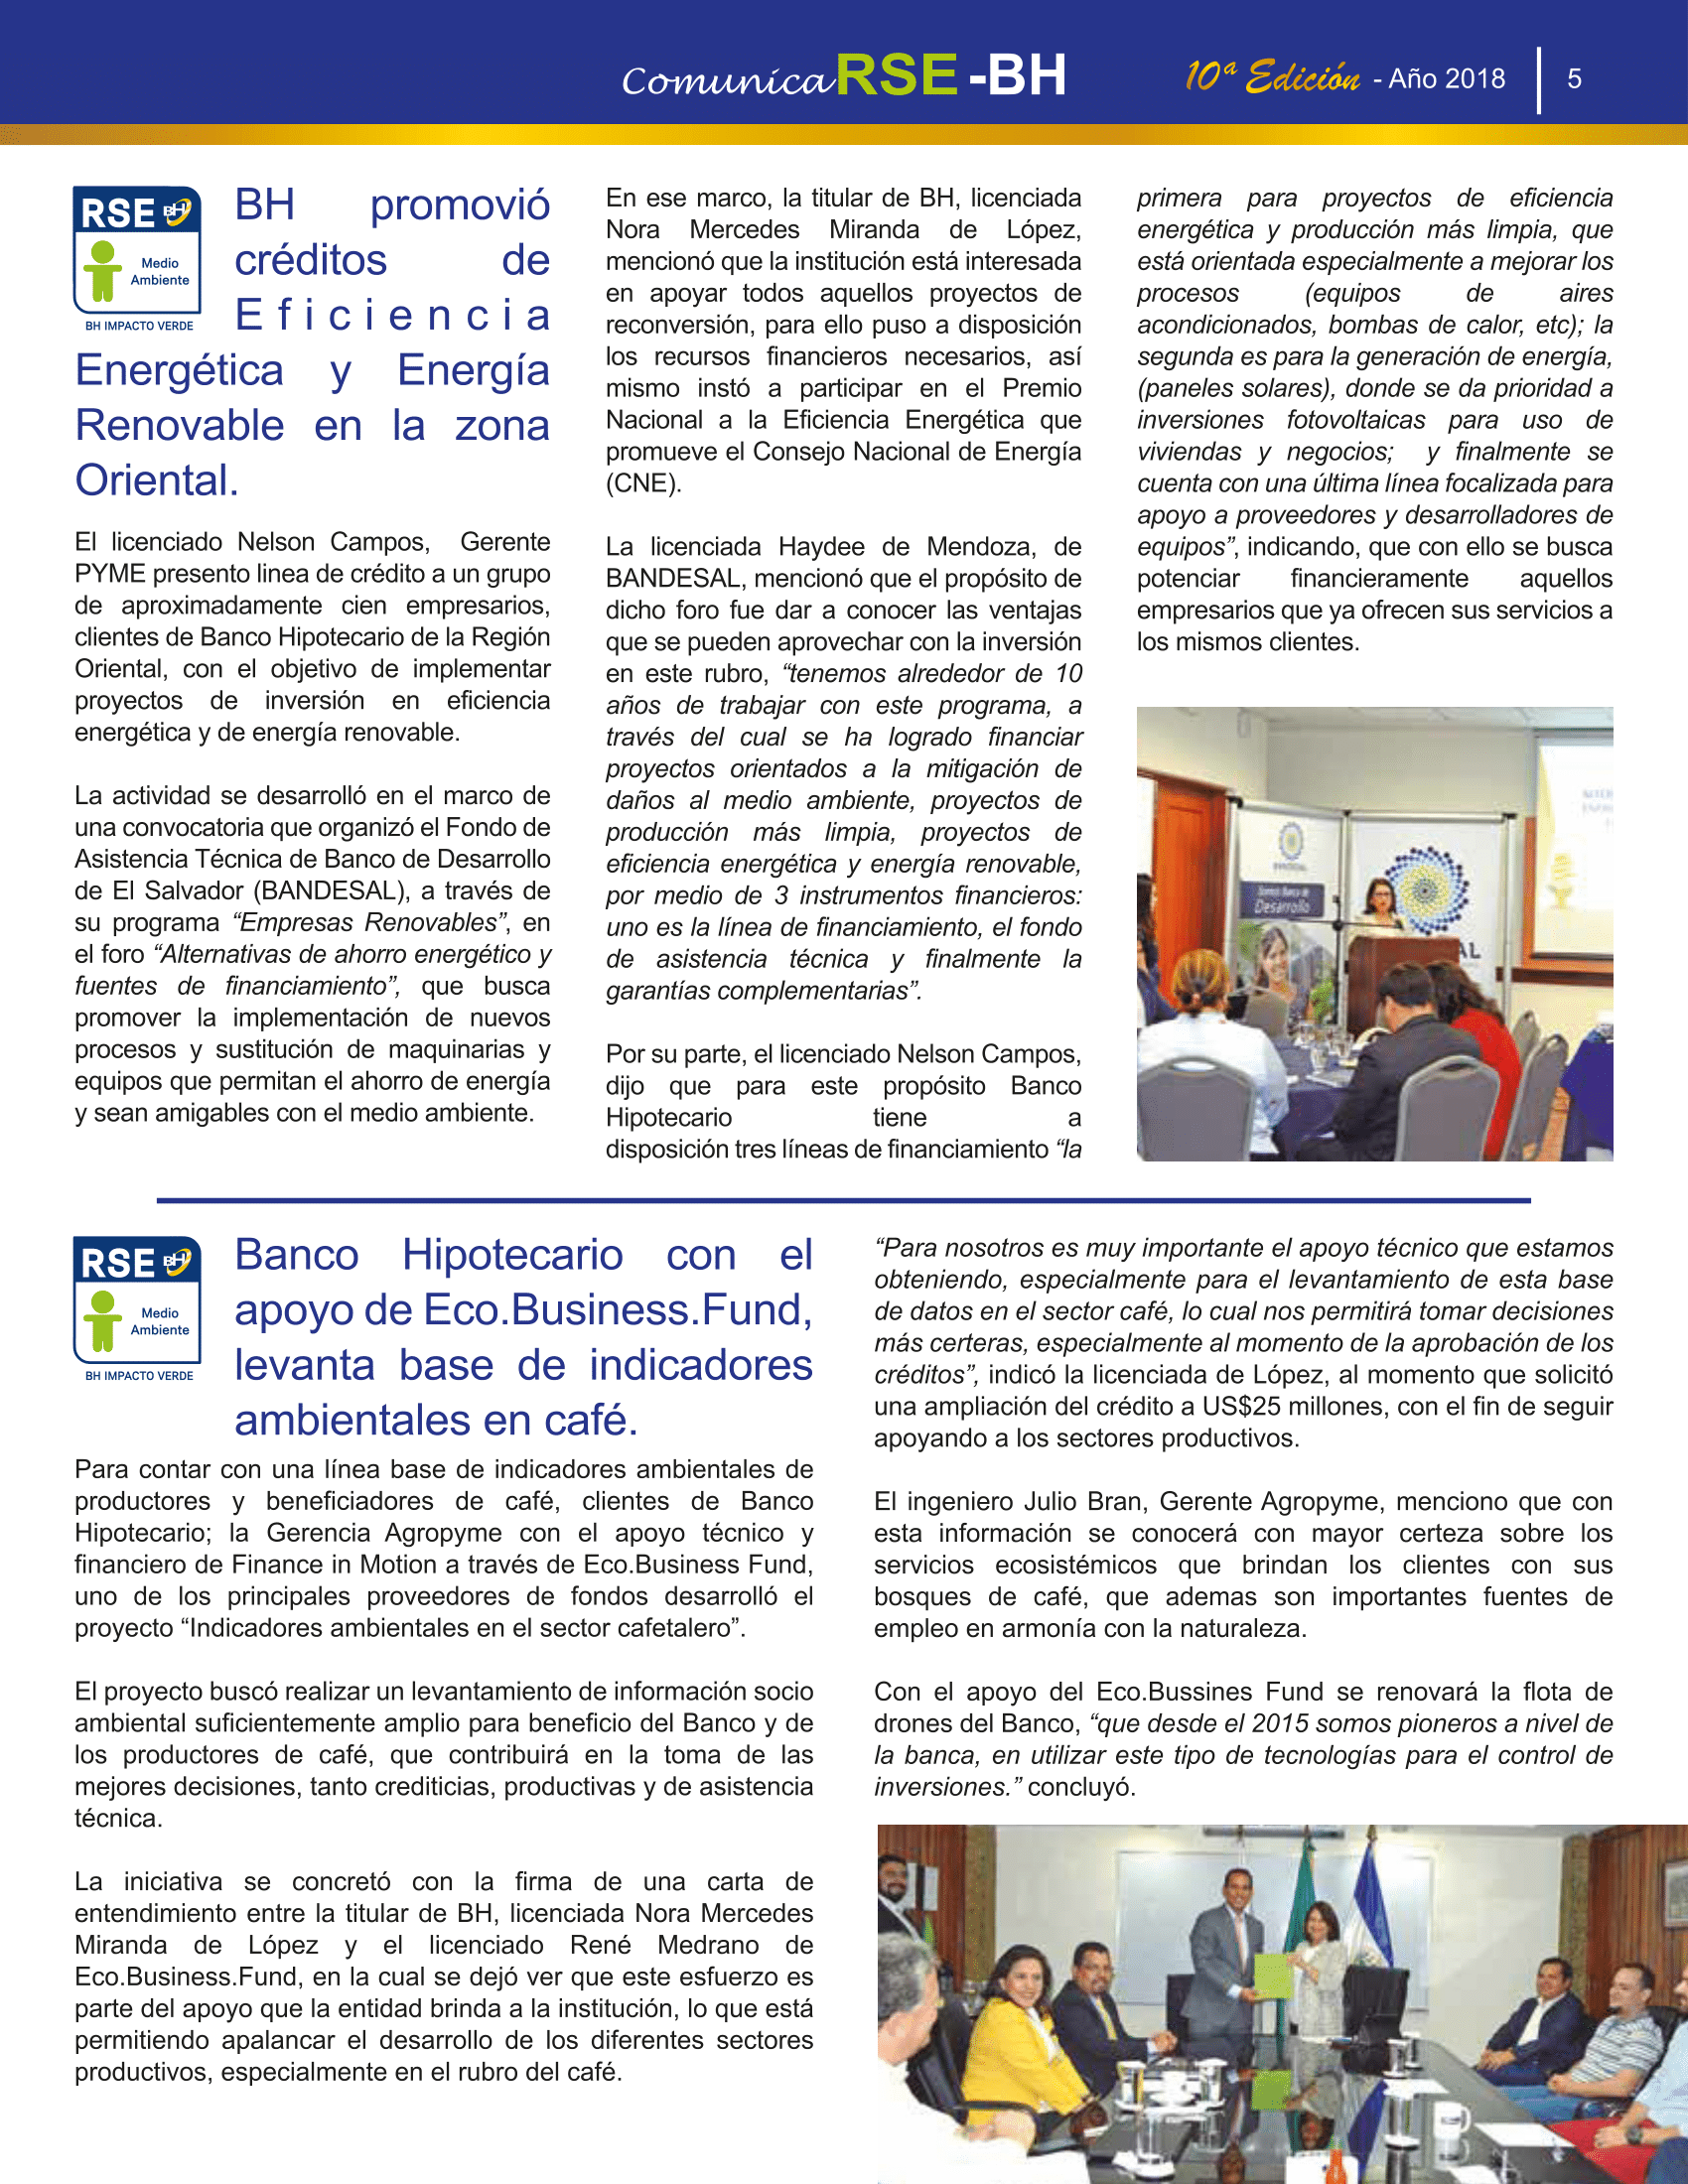 ComunicaRSE-BH
10ª Edición - Año 2018 5
RSE BH
Medio
Ambiente
BH IMPACTO VERDE
BH promovió
créditos de
Eficiencia
Energética y Energía
Renovable en la zona
Oriental.
El licenciado Nelson Campos, Gerente
PYME presento linea de crédito a un grupo
de aproximadamente cien empresarios,
clientes de Banco Hipotecario de la Región
Oriental, con el objetivo de implementar
proyectos de inversión en eficiencia
energética y de energía renovable.
La actividad se desarrolló en el marco de
una convocatoria que organizó el Fondo de
Asistencia Técnica de Banco de Desarrollo
de El Salvador (BANDESAL), a través de
su programa “Empresas Renovables”, en
el foro “Alternativas de ahorro energético y
fuentes de financiamiento”, que busca
promover la implementación de nuevos
procesos y sustitución de maquinarias y
equipos que permitan el ahorro de energía
y sean amigables con el medio ambiente.
En ese marco, la titular de BH, licenciada
Nora Mercedes Miranda de López,
mencionó que la institución está interesada
en apoyar todos aquellos proyectos de
reconversión, para ello puso a disposición
los recursos financieros necesarios, así
mismo instó a participar en el Premio
Nacional a la Eficiencia Energética que
promueve el Consejo Nacional de Energía
(CNE).
La licenciada Haydee de Mendoza, de
BANDESAL, mencionó que el propósito de
dicho foro fue dar a conocer las ventajas
que se pueden aprovechar con la inversión
en este rubro, “tenemos alrededor de 10
años de trabajar con este programa, a
través del cual se ha logrado financiar
proyectos orientados a la mitigación de
daños al medio ambiente, proyectos de
producción más limpia, proyectos de
eficiencia energética y energía renovable,
por medio de 3 instrumentos financieros:
uno es la línea de financiamiento, el fondo
de asistencia técnica y finalmente la
garantías complementarias”.
Por su parte, el licenciado Nelson Campos,
dijo que para este propósito Banco
Hipotecario tiene a
disposición tres líneas de financiamiento “la
primera para proyectos de eficiencia
energética y producción más limpia, que
está orientada especialmente a mejorar los
procesos (equipos de aires
acondicionados, bombas de calor, etc); la
segunda es para la generación de energía,
(paneles solares), donde se da prioridad a
inversiones fotovoltaicas para uso de
viviendas y negocios; y finalmente se
cuenta con una última línea focalizada para
apoyo a proveedores y desarrolladores de
equipos”, indicando, que con ello se busca
potenciar financieramente aquellos
empresarios que ya ofrecen sus servicios a
los mismos clientes.
Somos Banco de
Desarrollo
RSE BH
Medio
Ambiente
BH IMPACTO VERDE
Banco Hipotecario con el
apoyo de Eco.Business.Fund,
levanta base de indicadores
ambientales en café.
Para contar con una línea base de indicadores ambientales de
productores y beneficiadores de café, clientes de Banco
Hipotecario; la Gerencia Agropyme con el apoyo técnico y
financiero de Finance in Motion a través de Eco.Business Fund,
uno de los principales proveedores de fondos desarrolló el
proyecto “Indicadores ambientales en el sector cafetalero”.
El proyecto buscó realizar un levantamiento de información socio
ambiental suficientemente amplio para beneficio del Banco y de
los productores de café, que contribuirá en la toma de las
mejores decisiones, tanto crediticias, productivas y de asistencia
técnica.
La iniciativa se concretó con la firma de una carta de
entendimiento entre la titular de BH, licenciada Nora Mercedes
Miranda de López y el licenciado René Medrano de
Eco.Business.Fund, en la cual se dejó ver que este esfuerzo es
parte del apoyo que la entidad brinda a la institución, lo que está
permitiendo apalancar el desarrollo de los diferentes sectores
productivos, especialmente en el rubro del café.
“Para nosotros es muy importante el apoyo técnico que estamos
obteniendo, especialmente para el levantamiento de esta base
de datos en el sector café, lo cual nos permitirá tomar decisiones
más certeras, especialmente al momento de la aprobación de los
créditos”, indicó la licenciada de López, al momento que solicitó
una ampliación del crédito a US$25 millones, con el fin de seguir
apoyando a los sectores productivos.
El ingeniero Julio Bran, Gerente Agropyme, menciono que con
esta información se conocerá con mayor certeza sobre los
servicios ecosistémicos que brindan los clientes con sus
bosques de café, que ademas son importantes fuentes de
empleo en armonía con la naturaleza.
Con el apoyo del Eco.Bussines Fund se renovará la flota de
drones del Banco, “que desde el 2015 somos pioneros a nivel de
la banca, en utilizar este tipo de tecnologías para el control de
inversiones.” concluyó.